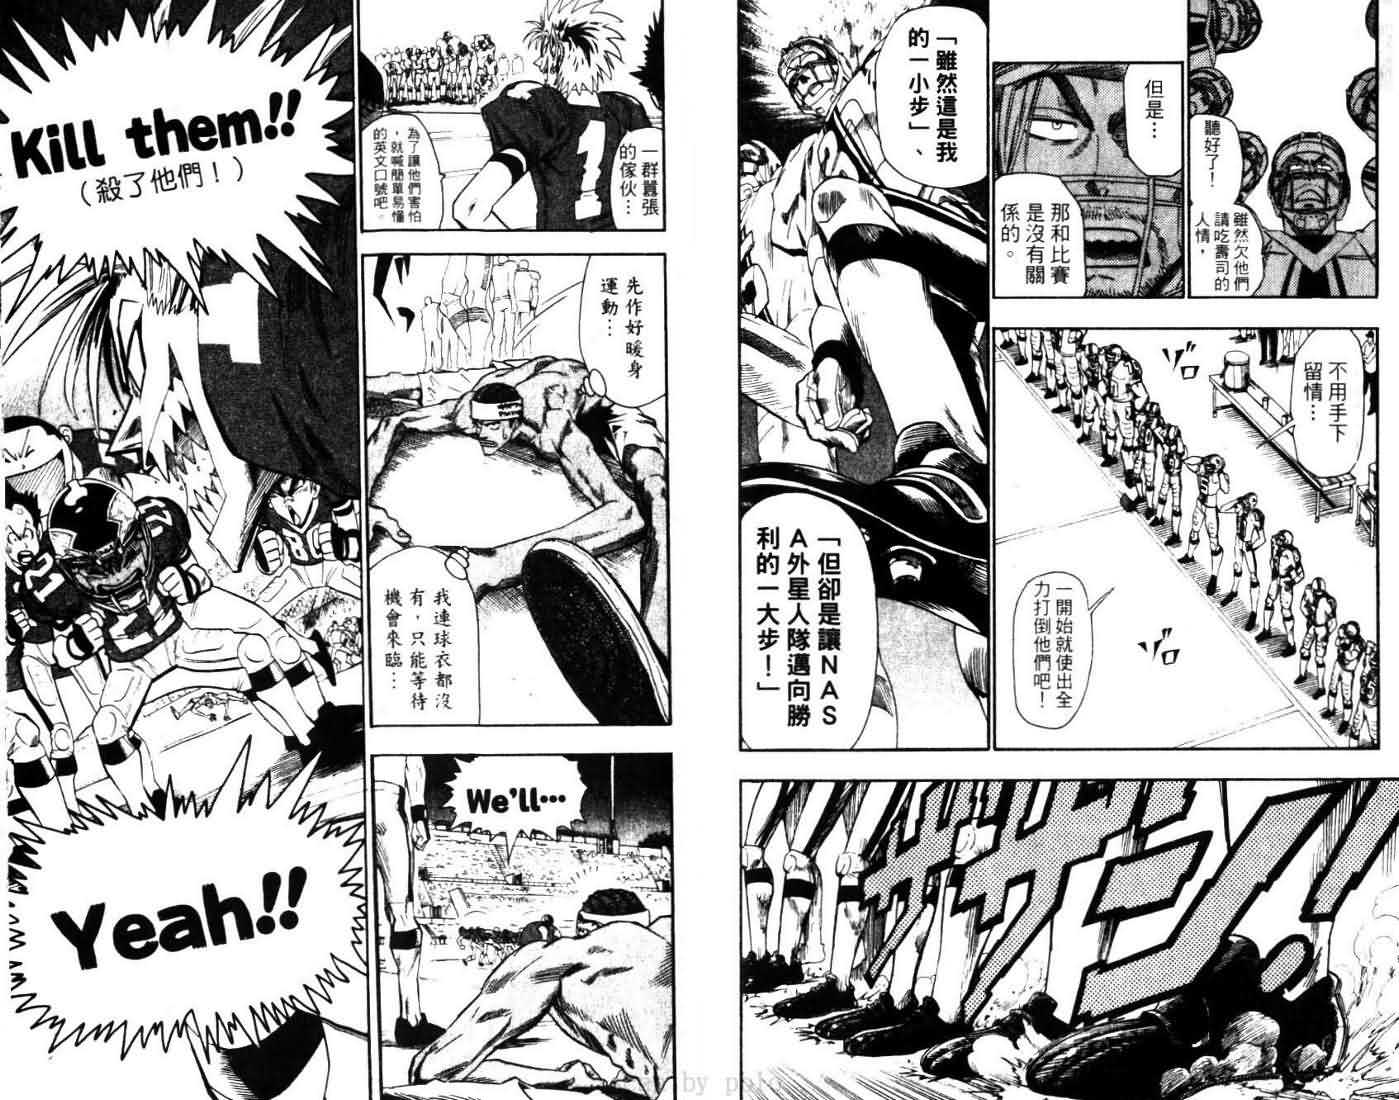 聽好了！
雖然欠他們
請吃壽司的
人情，
但是…
那和比賽
是沒有關
係的。
「雖然這是我
的一小步」、
不用手下
留情…
ゾロ
ゾロ
一開始就使出全
力打倒他們吧！
「但卻是讓NAS
A外星人隊邁向勝
利的一大步！」
ザザン！！
一群囂張
的傢伙…
為了讓他們害怕
，就喊簡單易懂
的英文口號吧。
1
先作好暖身
運動…
我連球衣都沒
有，只能等待
機會來臨…
We'll…
Kill them!!
（殺了他們！）
1
21
Yeah!!